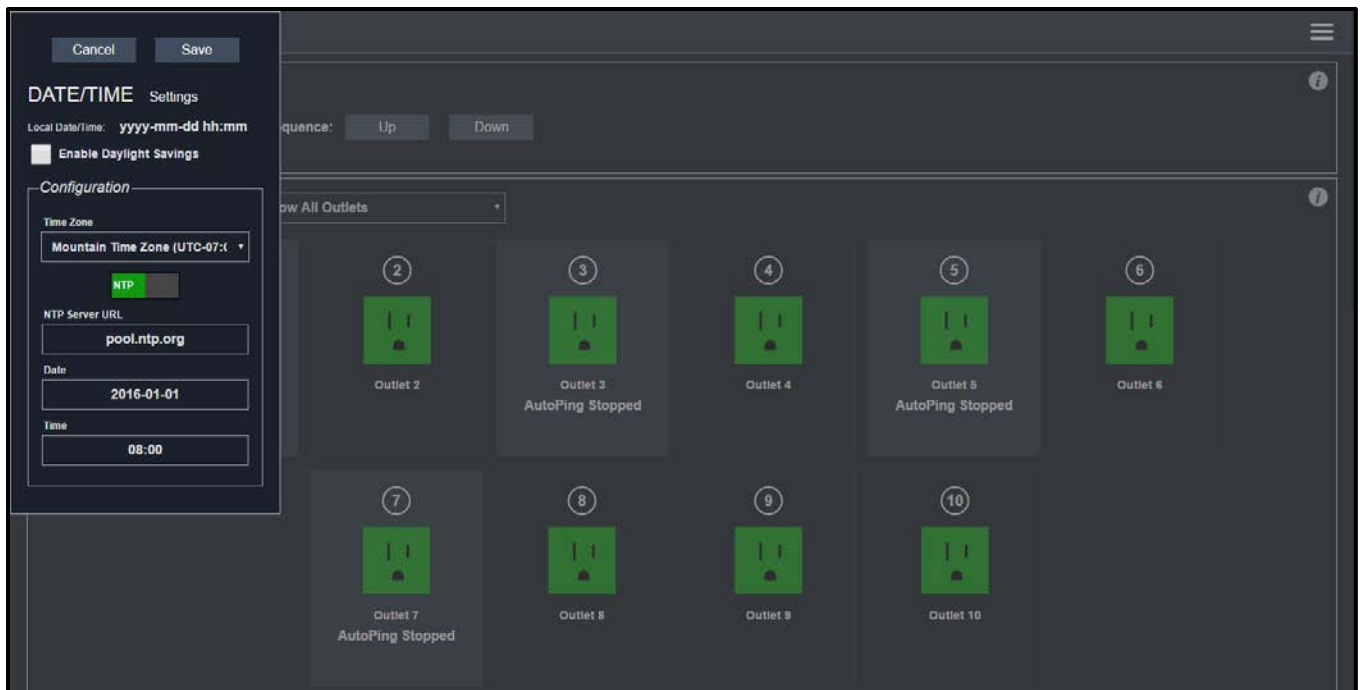 Cancel Save
DATE/TIME Settings
Local Date/Time: yyyy-mm-dd hh:mm
Enable Daylight Savings
Configuration
Time Zone
Mountain Time Zone (UTC-07:(
NTP
NTP Server URL
pool.ntp.org
Date
2016-01-01
Time
08:00
quence: Up Down
ow All Outlets
2 3 4 5 6
Outlet 2 Outlet 3 Outlet 4 Outlet 5 Outlet 6
AutoPing Stopped AutoPing Stopped
7 8 9 10
Outlet 7 Outlet 8 Outlet 9 Outlet 10
AutoPing Stopped